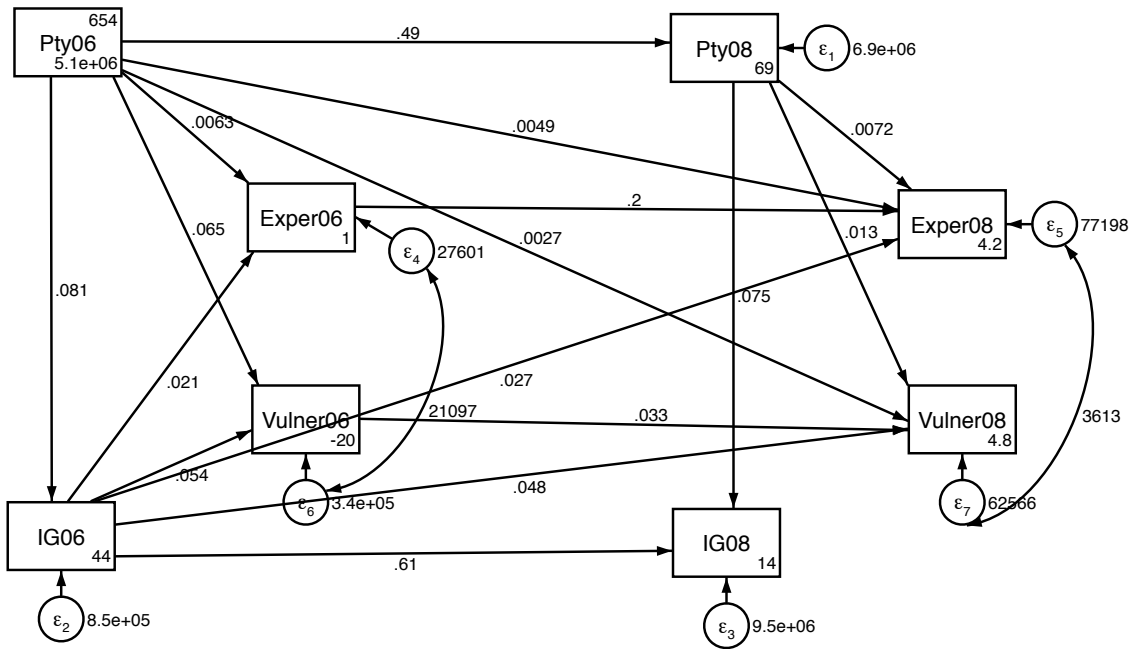 654
Pty06
5.1e+06
.49
Pty08
69
ε1
6.9e+06
.0063
.0049
.0072
Exper06
1
.2
Exper08
4.2
ε5
77198
ε4
27601
.065
.0027
.013
.081
.075
.021
.027
Vulner06
-20
21097
.033
Vulner08
4.8
3613
.054
.048
ε6
3.4e+05
ε7
62566
IG06
44
.61
IG08
14
ε2
8.5e+05
ε3
9.5e+06